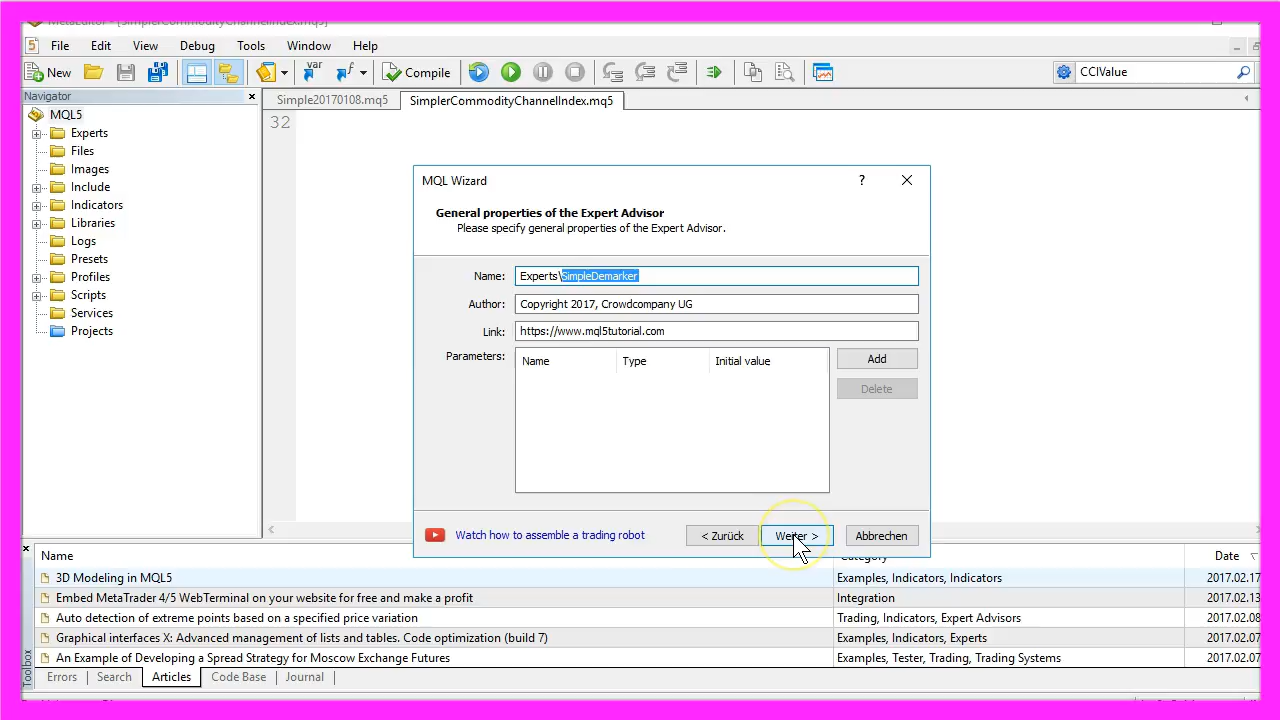 MetaEditor - [SimplerCommodityChannelIndex.mq5]
File Edit View Debug Tools Window Help
New Compile CCIValue
Navigator
Simple20170108.mq5 SimplerCommodityChannelIndex.mq5
MQL5
Experts
Files
Images
Include
Indicators
Libraries
Logs
Presets
Profiles
Scripts
Services
Projects
32
MQL Wizard
General properties of the Expert Advisor
Please specify general properties of the Expert Advisor.
Name: Experts\SimpleDemarker
Author: Copyright 2017, Crowdcompany UG
Link: https://www.mql5tutorial.com
Parameters: Name Type Initial value Add
Delete
Watch how to assemble a trading robot < Zurück Weiter > Abbrechen
Name Category Date
3D Modeling in MQL5 Examples, Indicators, Indicators 2017.02.17
Embed MetaTrader 4/5 WebTerminal on your website for free and make a profit Integration 2017.02.13
Auto detection of extreme points based on a specified price variation Trading, Indicators, Expert Advisors 2017.02.08
Graphical interfaces X: Advanced management of lists and tables. Code optimization (build 7) Examples, Indicators, Experts 2017.02.07
An Example of Developing a Spread Strategy for Moscow Exchange Futures Examples, Tester, Trading, Trading Systems 2017.02.07
Toolbox
Errors Search Articles Code Base Journal